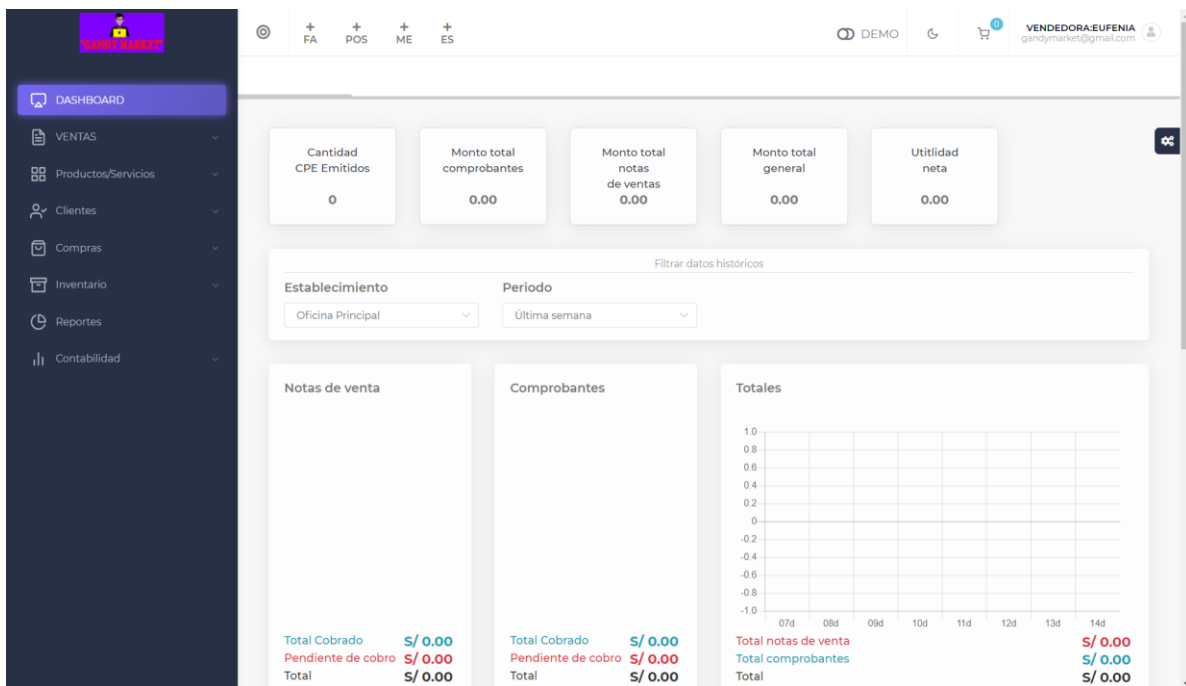 "GANDY MARKET"
+ FA + POS + ME + ES
DEMO
0
VENDEDORA:EUFENIA
gandymarket@gmail.com
DASHBOARD
VENTAS
Productos/Servicios
Clientes
Compras
Inventario
Reportes
Contabilidad
Cantidad
CPE Emitidos
0
Monto total
comprobantes
0.00
Monto total
notas
de ventas
0.00
Monto total
general
0.00
Utitlidad
neta
0.00
Filtrar datos históricos
Establecimiento
Oficina Principal
Periodo
Última semana
Notas de venta
Total Cobrado S/ 0.00
Pendiente de cobro S/ 0.00
Total S/ 0.00
Comprobantes
Total Cobrado S/ 0.00
Pendiente de cobro S/ 0.00
Total S/ 0.00
Totales
1.0
0.8
0.6
0.4
0.2
0
-0.2
-0.4
-0.6
-0.8
-1.0
07d 08d 09d 10d 11d 12d 13d 14d
Total notas de venta S/ 0.00
Total comprobantes S/ 0.00
Total S/ 0.00